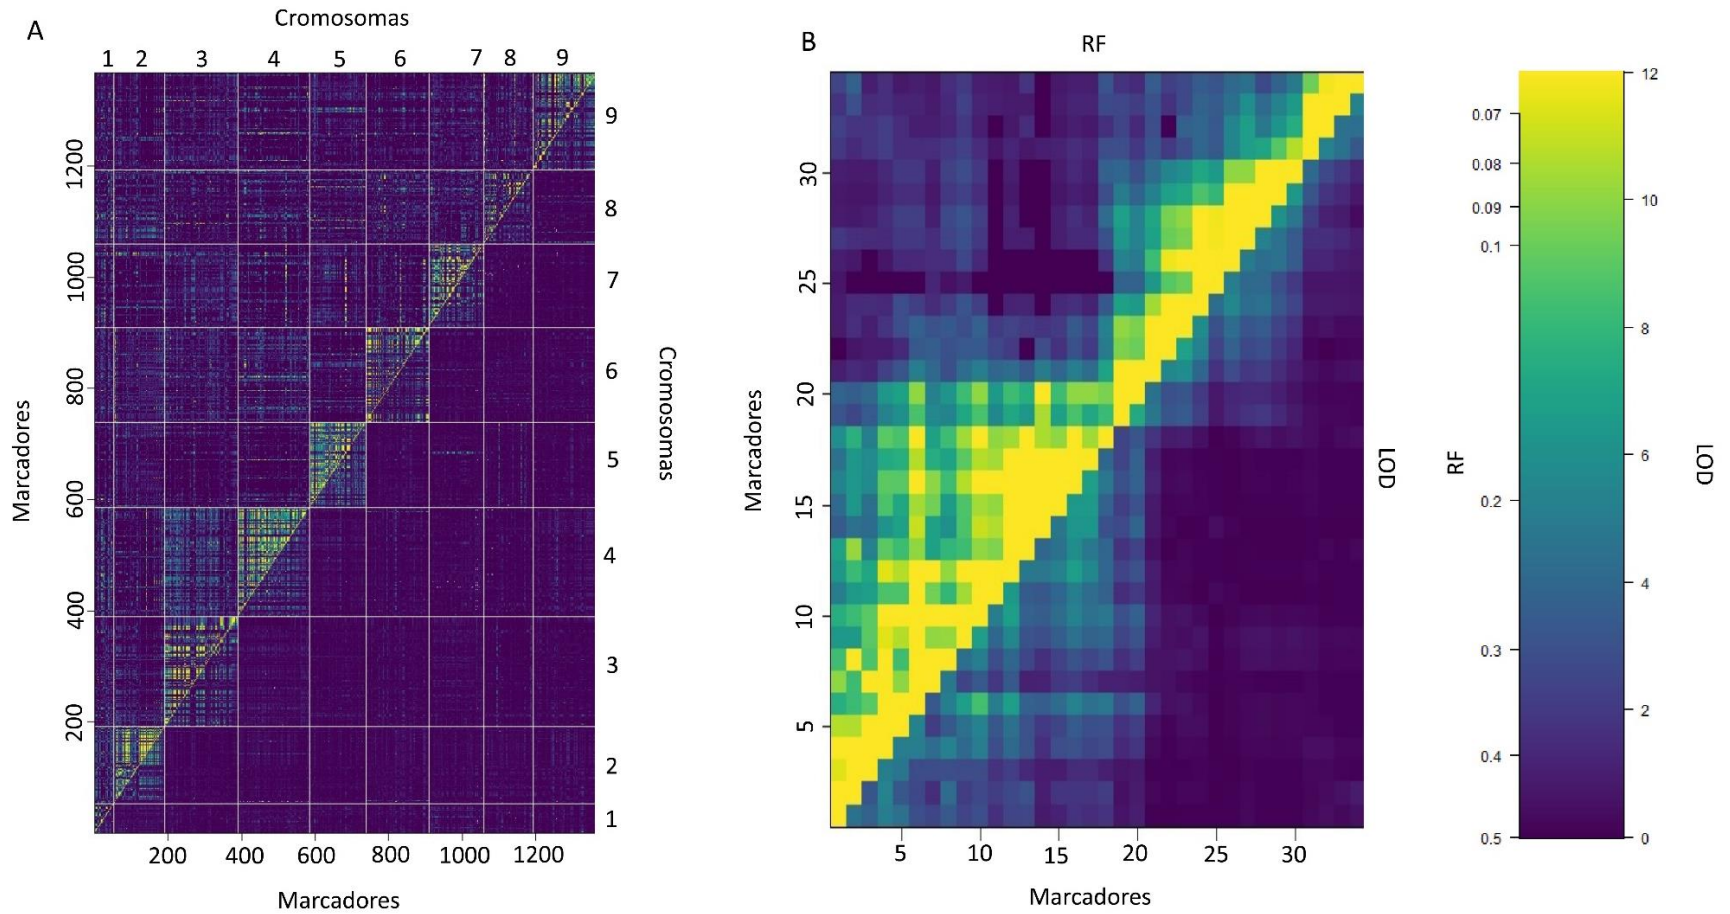 A
Cromosomas
1 2 3 4 5 6 7 8 9
Marcadores
1200
1000
800
600
400
200
9
8
7
6
5
4
3
2
1
Cromosomas
200 400 600 800 1000 1200
Marcadores
B
RF
Marcadores
30
25
20
15
10
5
LOD
5 10 15 20 25 30
Marcadores
RF
0.07
0.08
0.09
0.1
0.2
0.3
0.4
0.5
12
10
8
6
4
2
0
LOD